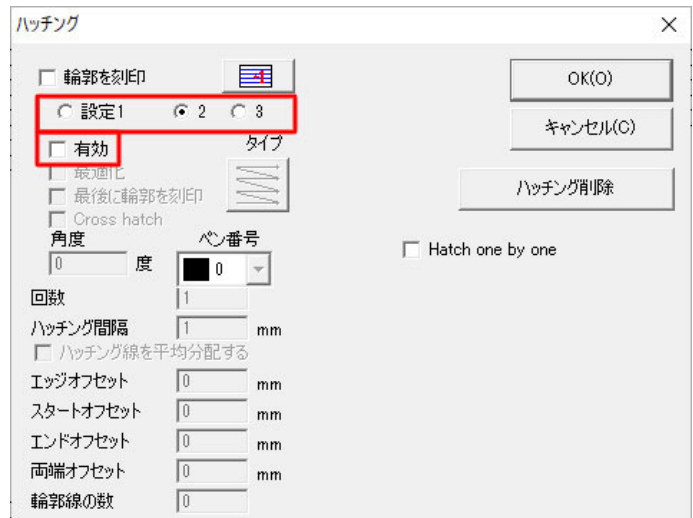 ハッチング
輪郭を刻印
OK(O)
設定1 2 3
キャンセル(C)
有効 タイプ
最適化
最後に輪郭を刻印
ハッチング削除
Cross hatch
角度 ペン番号
Hatch one by one
0 度 0
回数 1
ハッチング間隔 1 mm
ハッチング線を平均分配する
エッジオフセット 0 mm
スタートオフセット 0 mm
エンドオフセット 0 mm
両端オフセット 0 mm
輪郭線の数 0